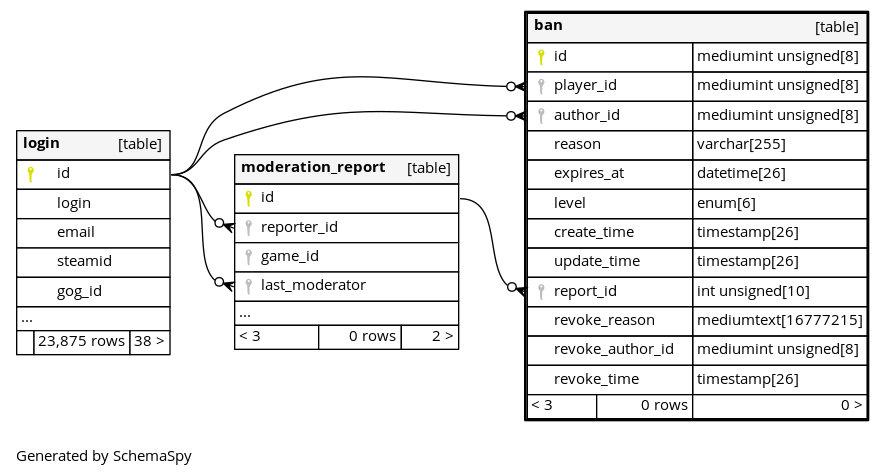 login [table]
id
login
email
steamid
gog_id
...
23,875 rows 38 >
moderation_report [table]
id
reporter_id
game_id
last_moderator
...
< 3 0 rows 2 >
ban [table]
id mediumint unsigned[8]
player_id mediumint unsigned[8]
author_id mediumint unsigned[8]
reason varchar[255]
expires_at datetime[26]
level enum[6]
create_time timestamp[26]
update_time timestamp[26]
report_id int unsigned[10]
revoke_reason mediumtext[16777215]
revoke_author_id mediumint unsigned[8]
revoke_time timestamp[26]
< 3 0 rows 0 >
Generated by SchemaSpy